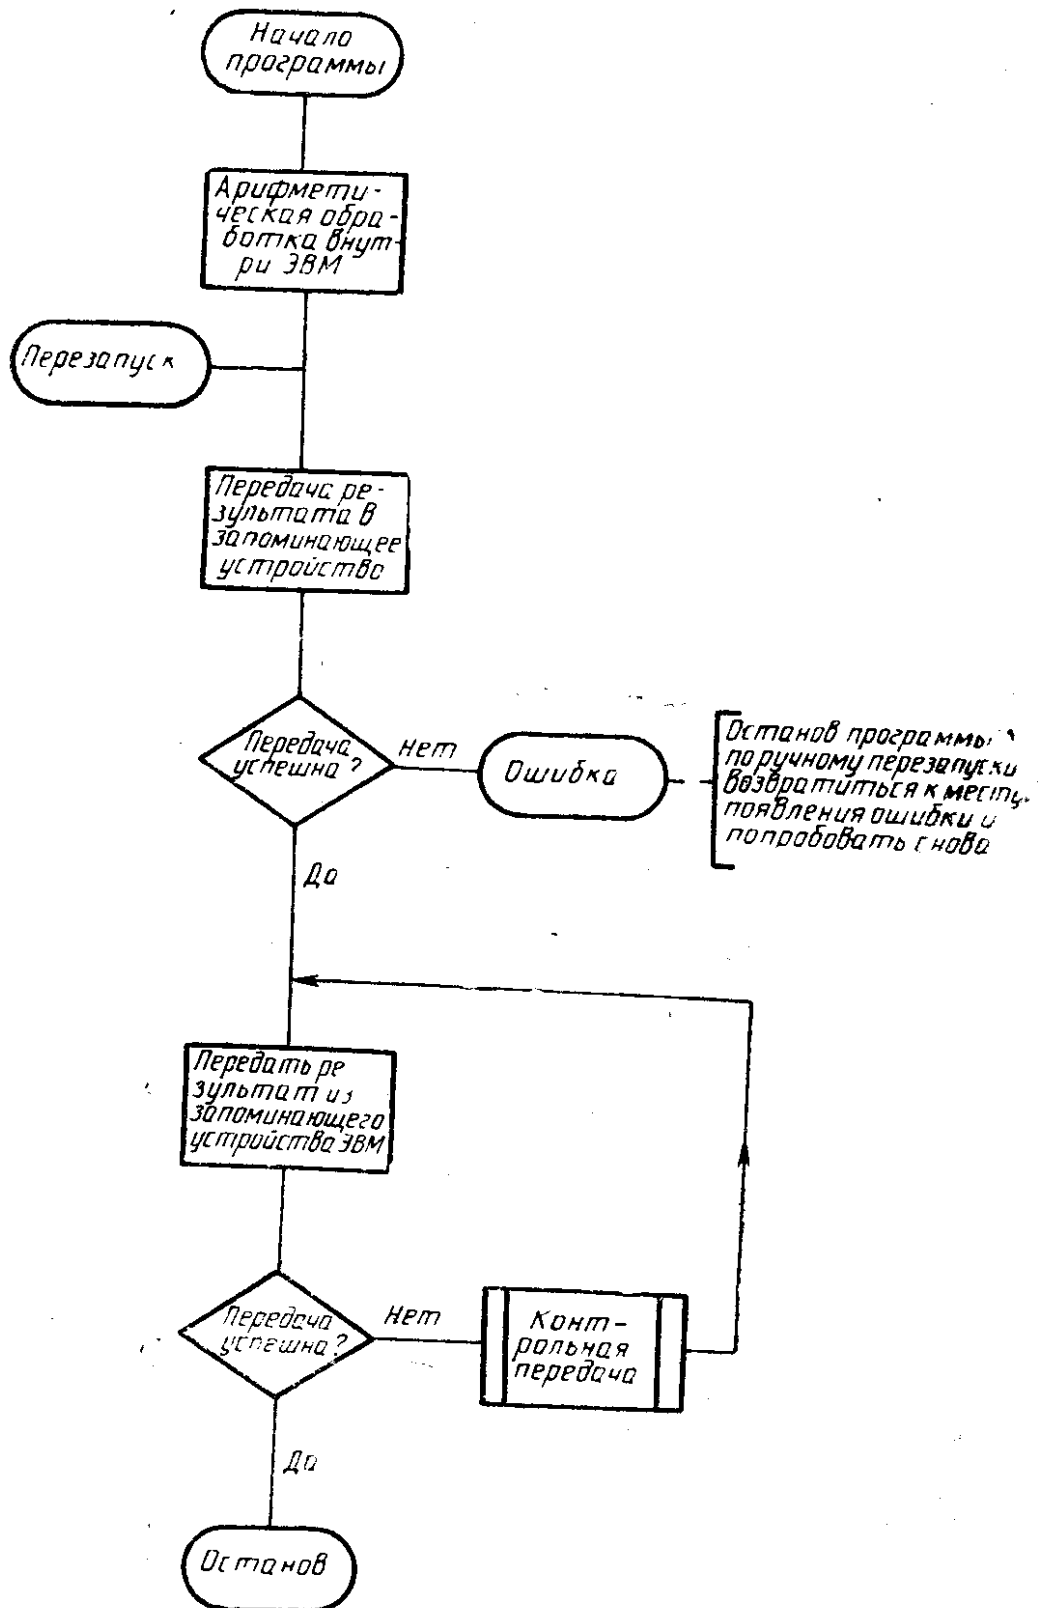 Начало
программы
Арифмети-
ческая обра-
ботка внут-
ри ЭВМ
Перезапуск
Передача ре-
зультата в
запоминающее
устройство
Передача
успешна?
Нет
Ошибка
Останов программы
по ручному перезапуски
возвратиться к месту
появления ошибки и
попробовать снова
Да
Передать ре
зультат из
запоминающего
устройства ЭВМ
Передача
успешна?
Нет
Конт-
рольная
передача
Да
Останов